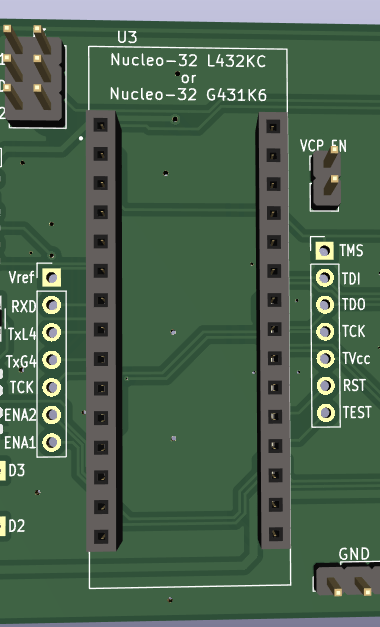 U3
Nucleo-32 L432KC
or
Nucleo-32 G431K6
VCP EN
TMS
TDI
TDO
TCK
TVcc
RST
TEST
Vref
RXD
TxL4
TxG4
TCK
ENA2
ENA1
D3
D2
GND